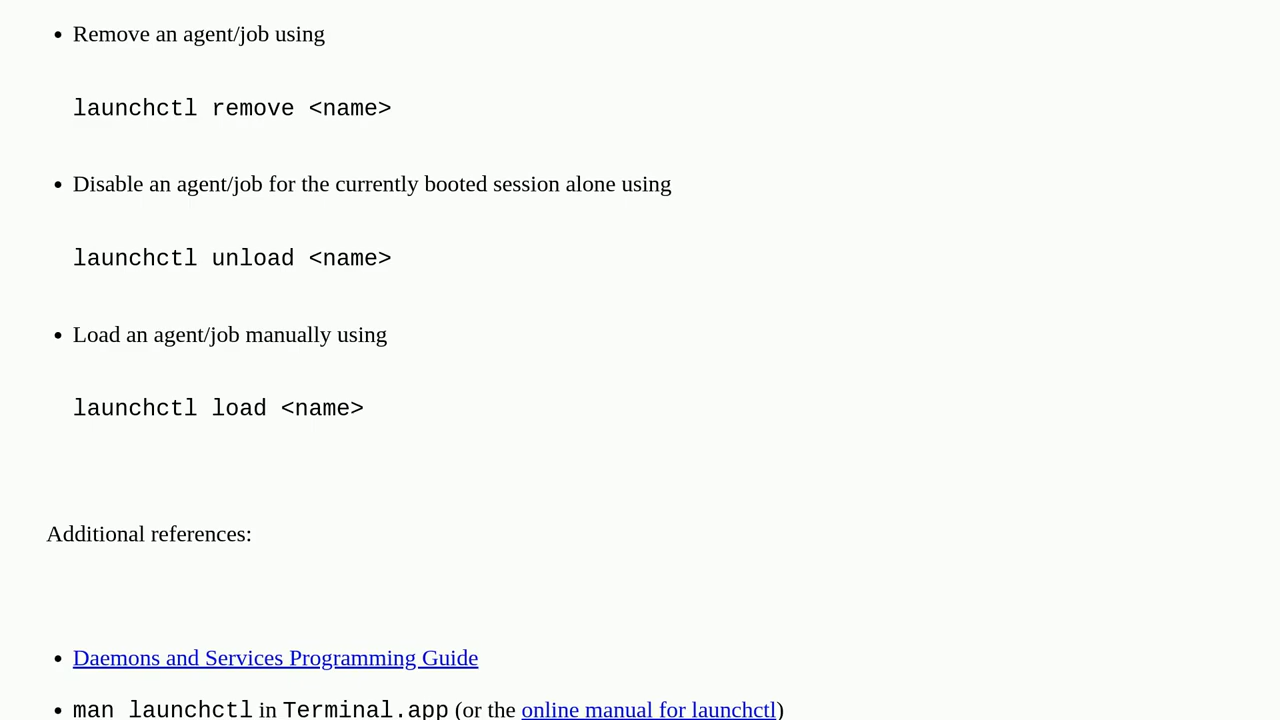 • Remove an agent/job using
launchctl remove <name>
• Disable an agent/job for the currently booted session alone using
launchctl unload <name>
• Load an agent/job manually using
launchctl load <name>
Additional references:
• Daemons and Services Programming Guide
• man launchctl in Terminal.app (or the online manual for launchctl)